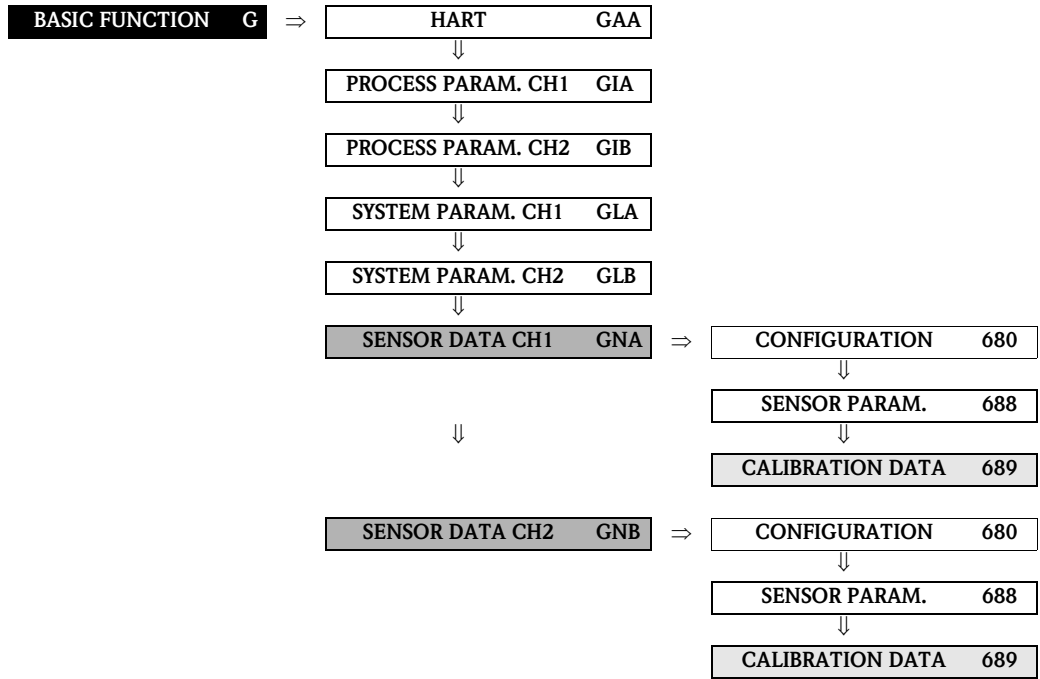 BASIC FUNCTION G ⇒ HART GAA
⇓
PROCESS PARAM. CH1 GIA
⇓
PROCESS PARAM. CH2 GIB
⇓
SYSTEM PARAM. CH1 GLA
⇓
SYSTEM PARAM. CH2 GLB
⇓
SENSOR DATA CH1 GNA ⇒ CONFIGURATION 680
⇓
SENSOR PARAM. 688
⇓ ⇓
CALIBRATION DATA 689
SENSOR DATA CH2 GNB ⇒ CONFIGURATION 680
⇓
SENSOR PARAM. 688
⇓
CALIBRATION DATA 689